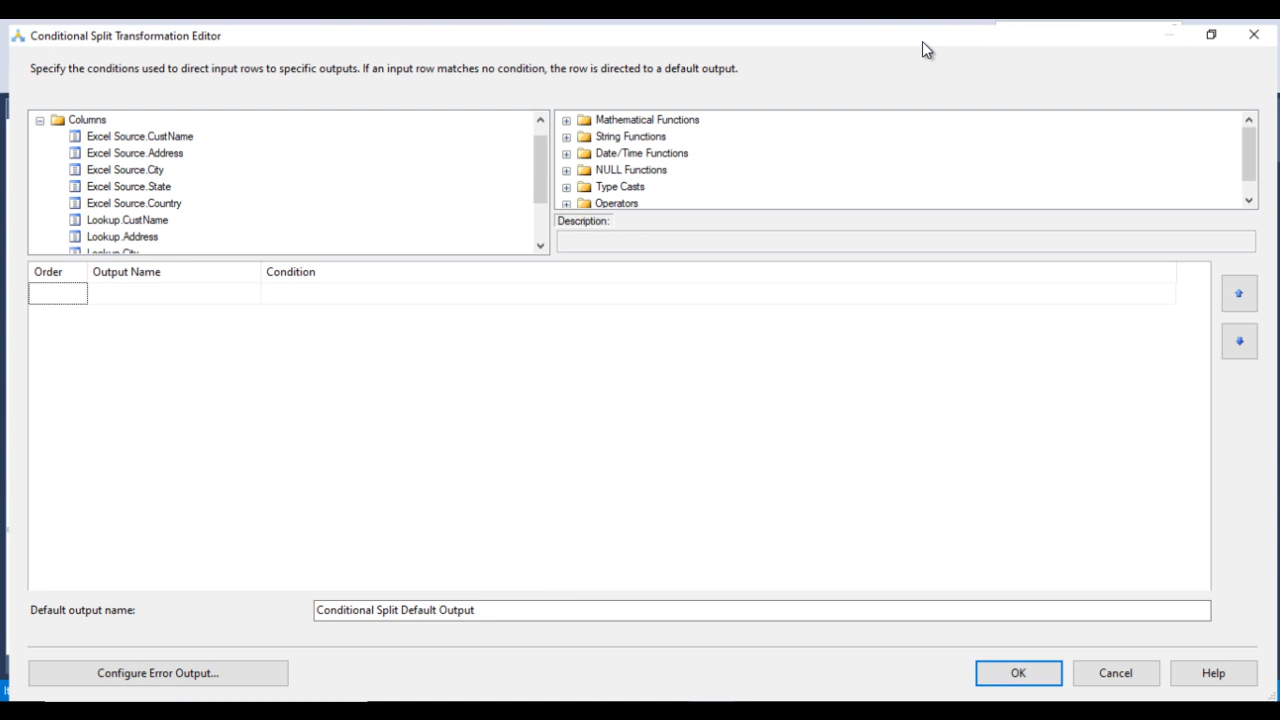 Conditional Split Transformation Editor
Specify the conditions used to direct input rows to specific outputs. If an input row matches no condition, the row is directed to a default output.
Columns
Excel Source.CustName
Excel Source.Address
Excel Source.City
Excel Source.State
Excel Source.Country
Lookup.CustName
Lookup.Address
Lookup.City
Mathematical Functions
String Functions
Date/Time Functions
NULL Functions
Type Casts
Operators
Description:
Order Output Name Condition
Default output name: Conditional Split Default Output
Configure Error Output... OK Cancel Help